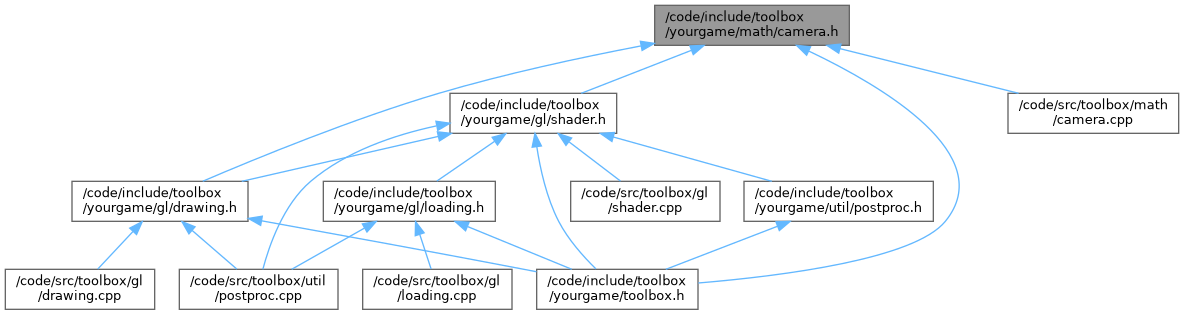 /code/include/toolbox
/yourgame/math/camera.h
/code/include/toolbox
/yourgame/gl/shader.h
/code/src/toolbox/math
/camera.cpp
/code/include/toolbox
/yourgame/gl/drawing.h
/code/include/toolbox
/yourgame/gl/loading.h
/code/src/toolbox/gl
/shader.cpp
/code/include/toolbox
/yourgame/util/postproc.h
/code/src/toolbox/gl
/drawing.cpp
/code/src/toolbox/util
/postproc.cpp
/code/src/toolbox/gl
/loading.cpp
/code/include/toolbox
/yourgame/toolbox.h